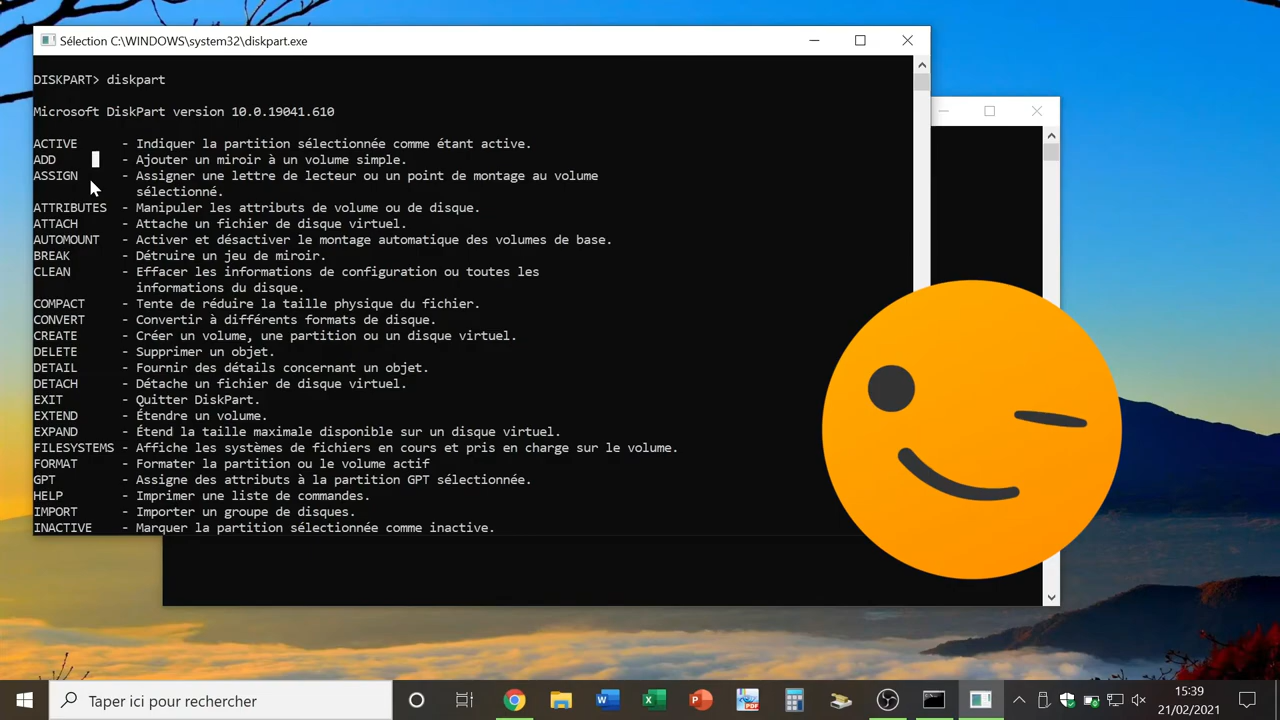 Sélection C:\WINDOWS\system32\diskpart.exe
DISKPART> diskpart
Microsoft DiskPart version 10.0.19041.610
ACTIVE - Indiquer la partition sélectionnée comme étant active.
ADD - Ajouter un miroir à un volume simple.
ASSIGN - Assigner une lettre de lecteur ou un point de montage au volume
sélectionné.
ATTRIBUTES - Manipuler les attributs de volume ou de disque.
ATTACH - Attache un fichier de disque virtuel.
AUTOMOUNT - Activer et désactiver le montage automatique des volumes de base.
BREAK - Détruire un jeu de miroir.
CLEAN - Effacer les informations de configuration ou toutes les
informations du disque.
COMPACT - Tente de réduire la taille physique du fichier.
CONVERT - Convertir à différents formats de disque.
CREATE - Créer un volume, une partition ou un disque virtuel.
DELETE - Supprimer un objet.
DETAIL - Fournir des détails concernant un objet.
DETACH - Détache un fichier de disque virtuel.
EXIT - Quitter DiskPart.
EXTEND - Étendre un volume.
EXPAND - Étend la taille maximale disponible sur un disque virtuel.
FILESYSTEMS - Affiche les systèmes de fichiers en cours et pris en charge sur le volume.
FORMAT - Formater la partition ou le volume actif
GPT - Assigne des attributs à la partition GPT sélectionnée.
HELP - Imprimer une liste de commandes.
IMPORT - Importer un groupe de disques.
INACTIVE - Marquer la partition sélectionnée comme inactive.
Taper ici pour rechercher
15:39
21/02/2021